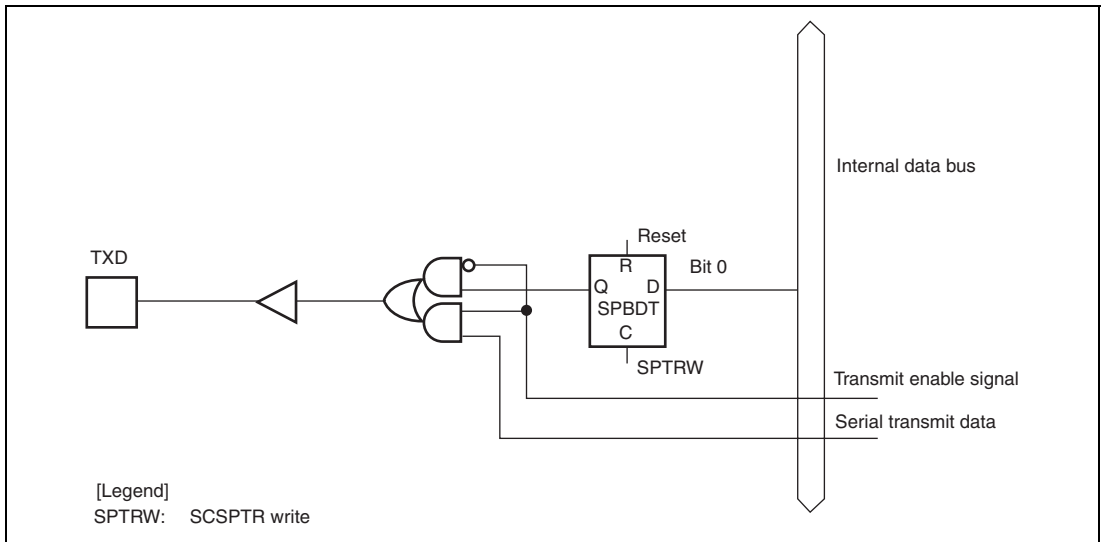 Internal data bus
Reset
TXD
R
Bit 0
Q
D
SPBDT
C
SPTRW
Transmit enable signal
Serial transmit data
[Legend]
SPTRW: SCSPTR write